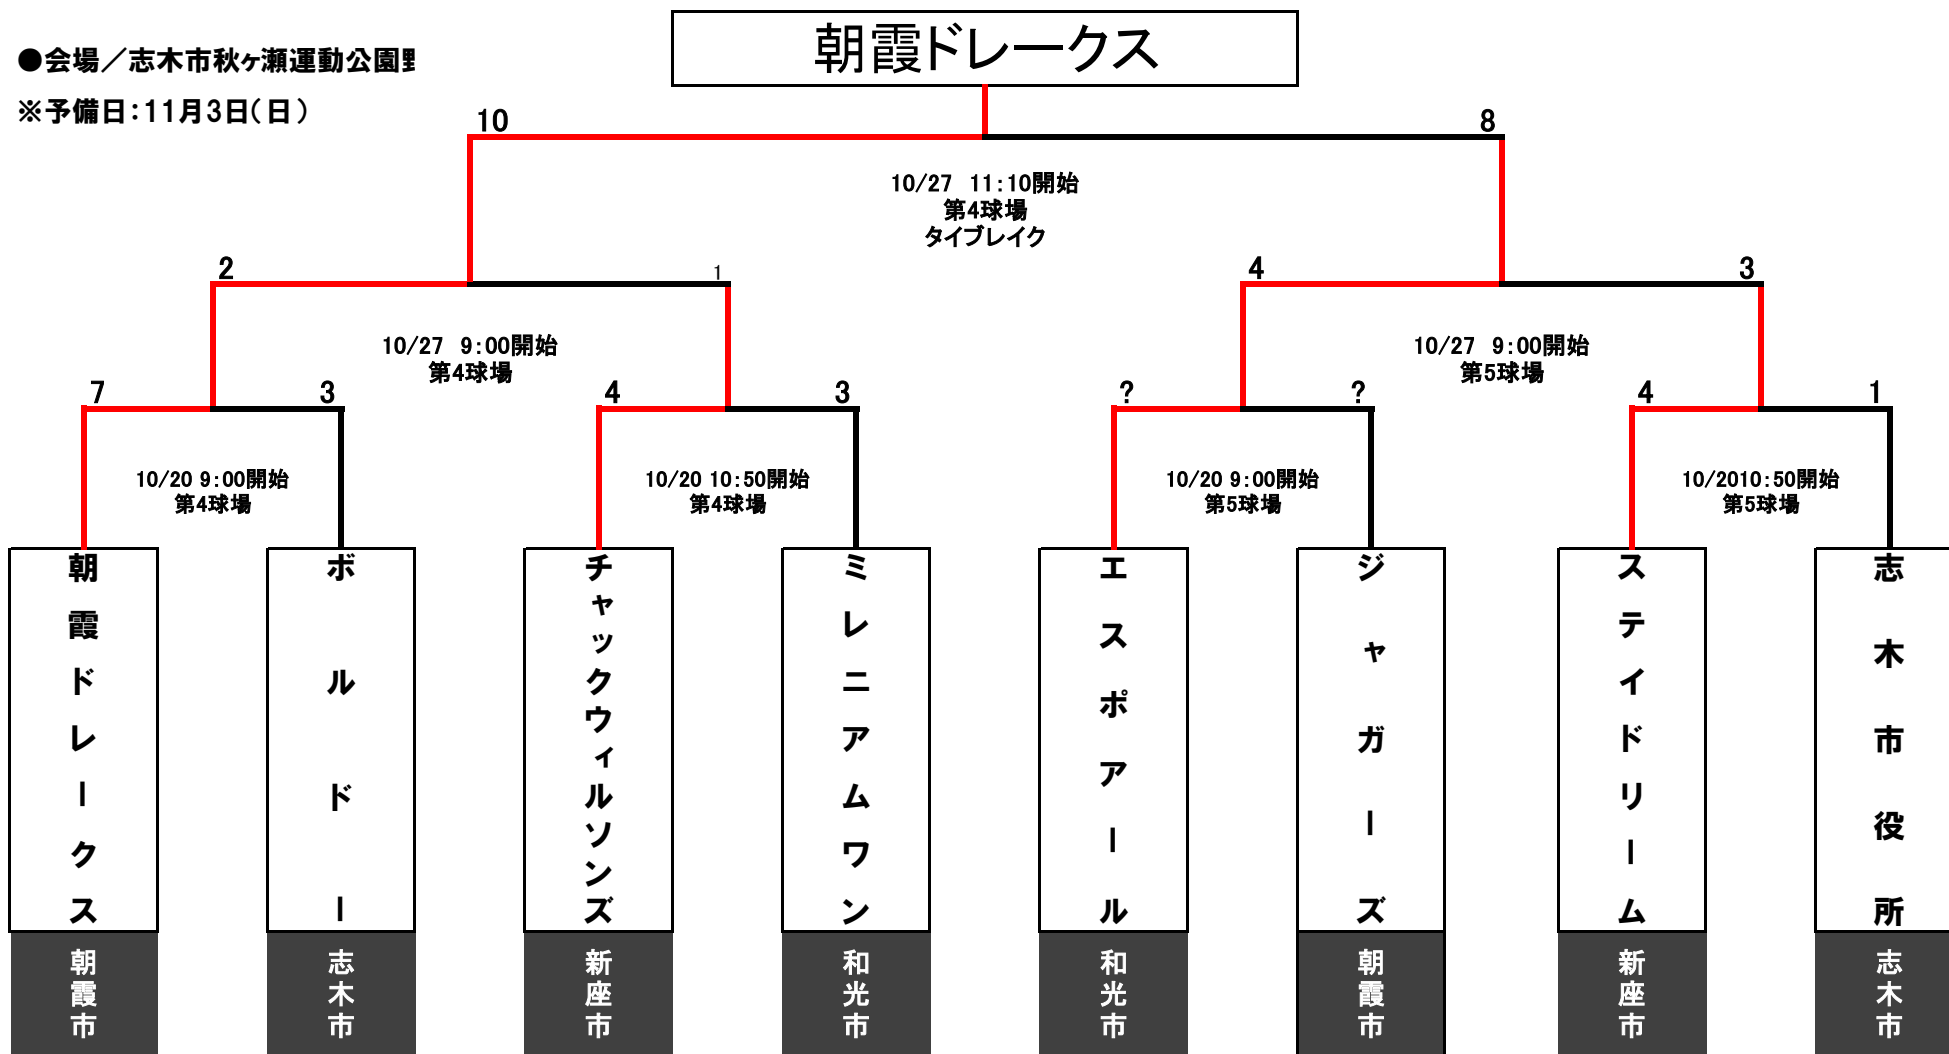 朝霞ドレークス
●会場／志木市秋ヶ瀬運動公園
※予備日：11月3日（日）
10
8
10/27　11：10開始
第4球場
タイブレイク
2
1
4
3
10/27　9：00開始
第4球場
10/27　9：00開始
第5球場
7
3
4
3
?
?
4
1
10/20 9：00開始
第4球場
10/20 10：50開始
第4球場
10/20 9：00開始
第5球場
10/2010：50開始
第5球場
朝霞ドレークス
ボルドー
チャックウィルソンズ
ミレニアムワン
エスポアール
ジャガーズ
ステイドリーム
志木市役所
朝霞市
志木市
新座市
和光市
和光市
朝霞市
新座市
志木市